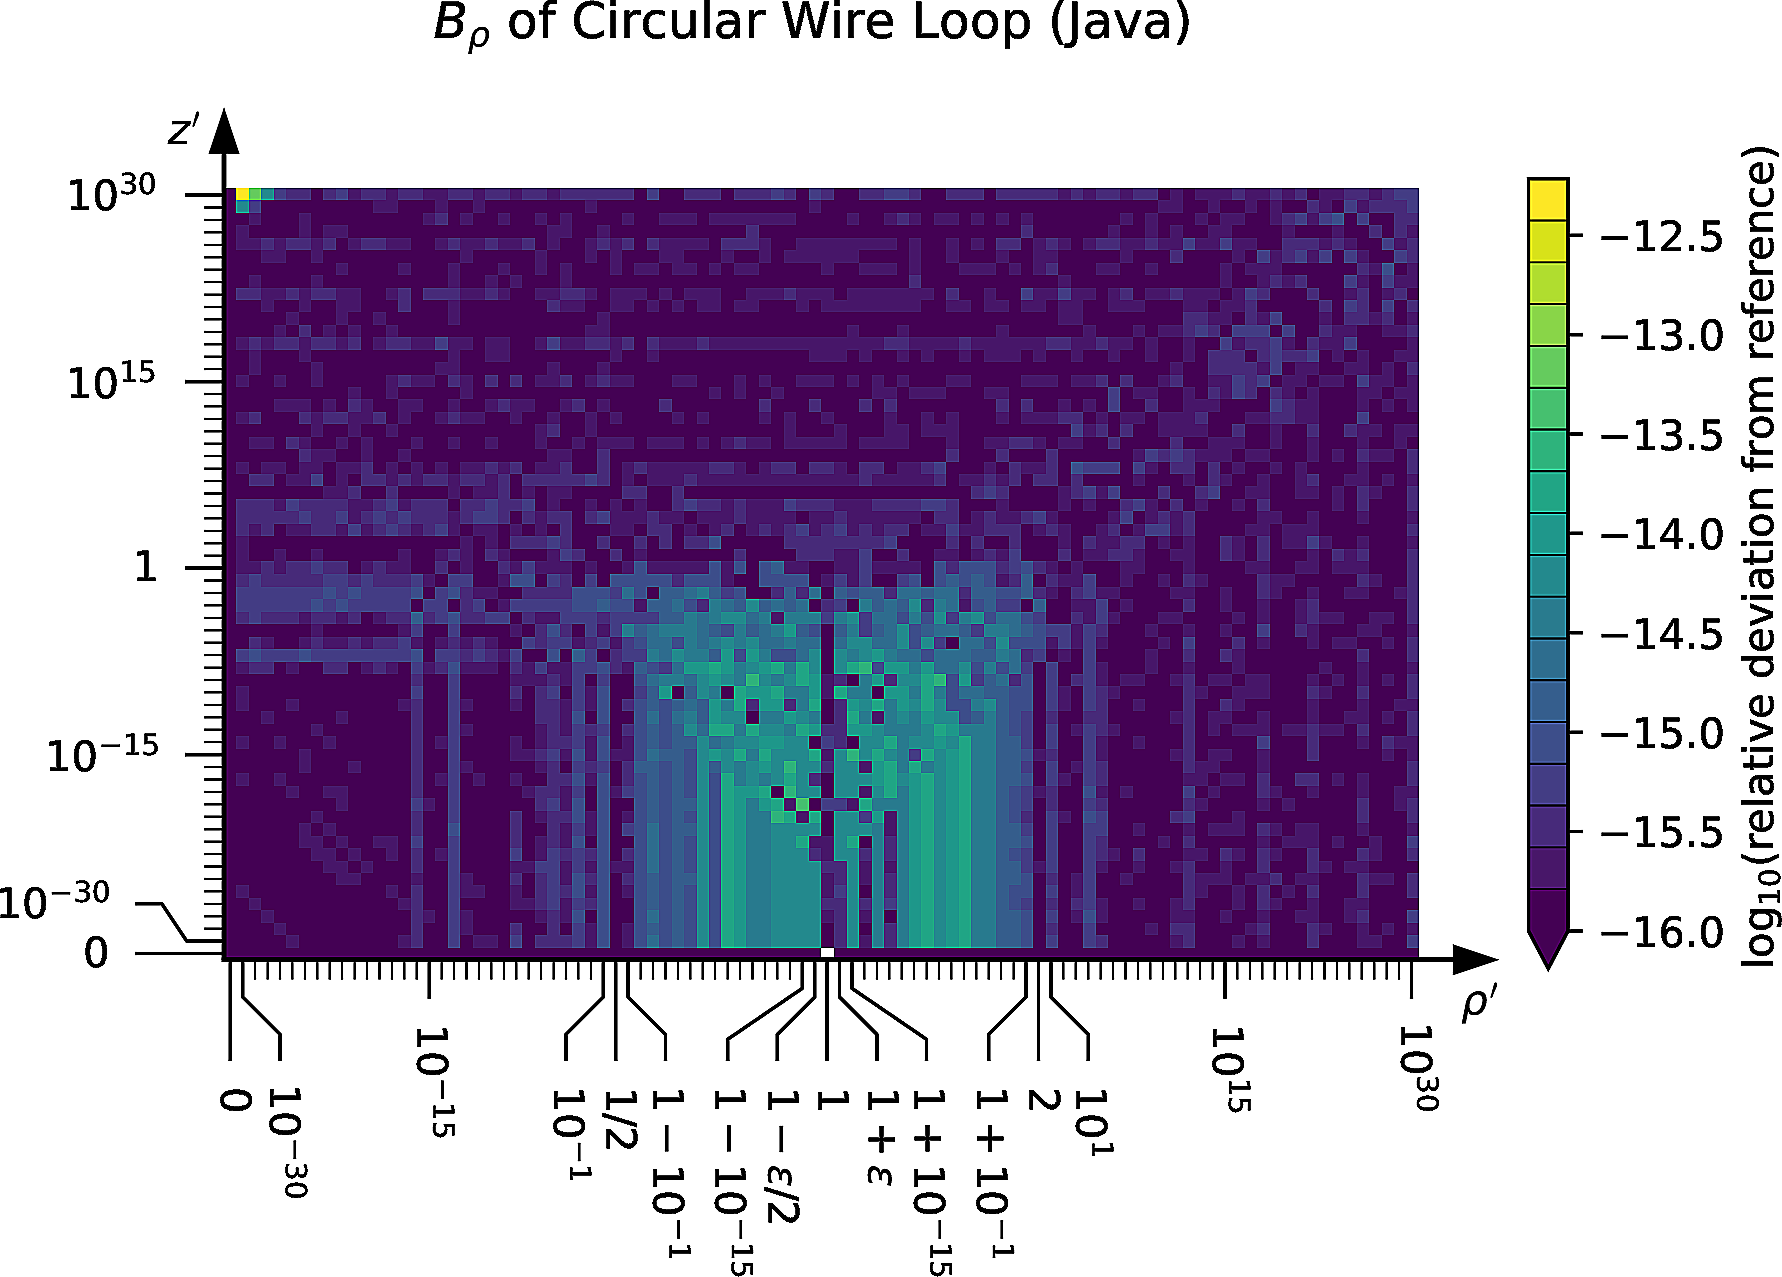 B_ρ of Circular Wire Loop (Java)
z′
10^30
10^15
1
10^−15
10^−30
0
0
10^−30
10^−15
10^−1
1/2
1 − 10^−1
1 − 10^−15
1 − ε/2
1
1 + ε
1 + 10^−15
1 + 10^−1
2
10^1
10^15
10^30
ρ′
−12.5
−13.0
−13.5
−14.0
−14.5
−15.0
−15.5
−16.0
log₁₀(relative deviation from reference)